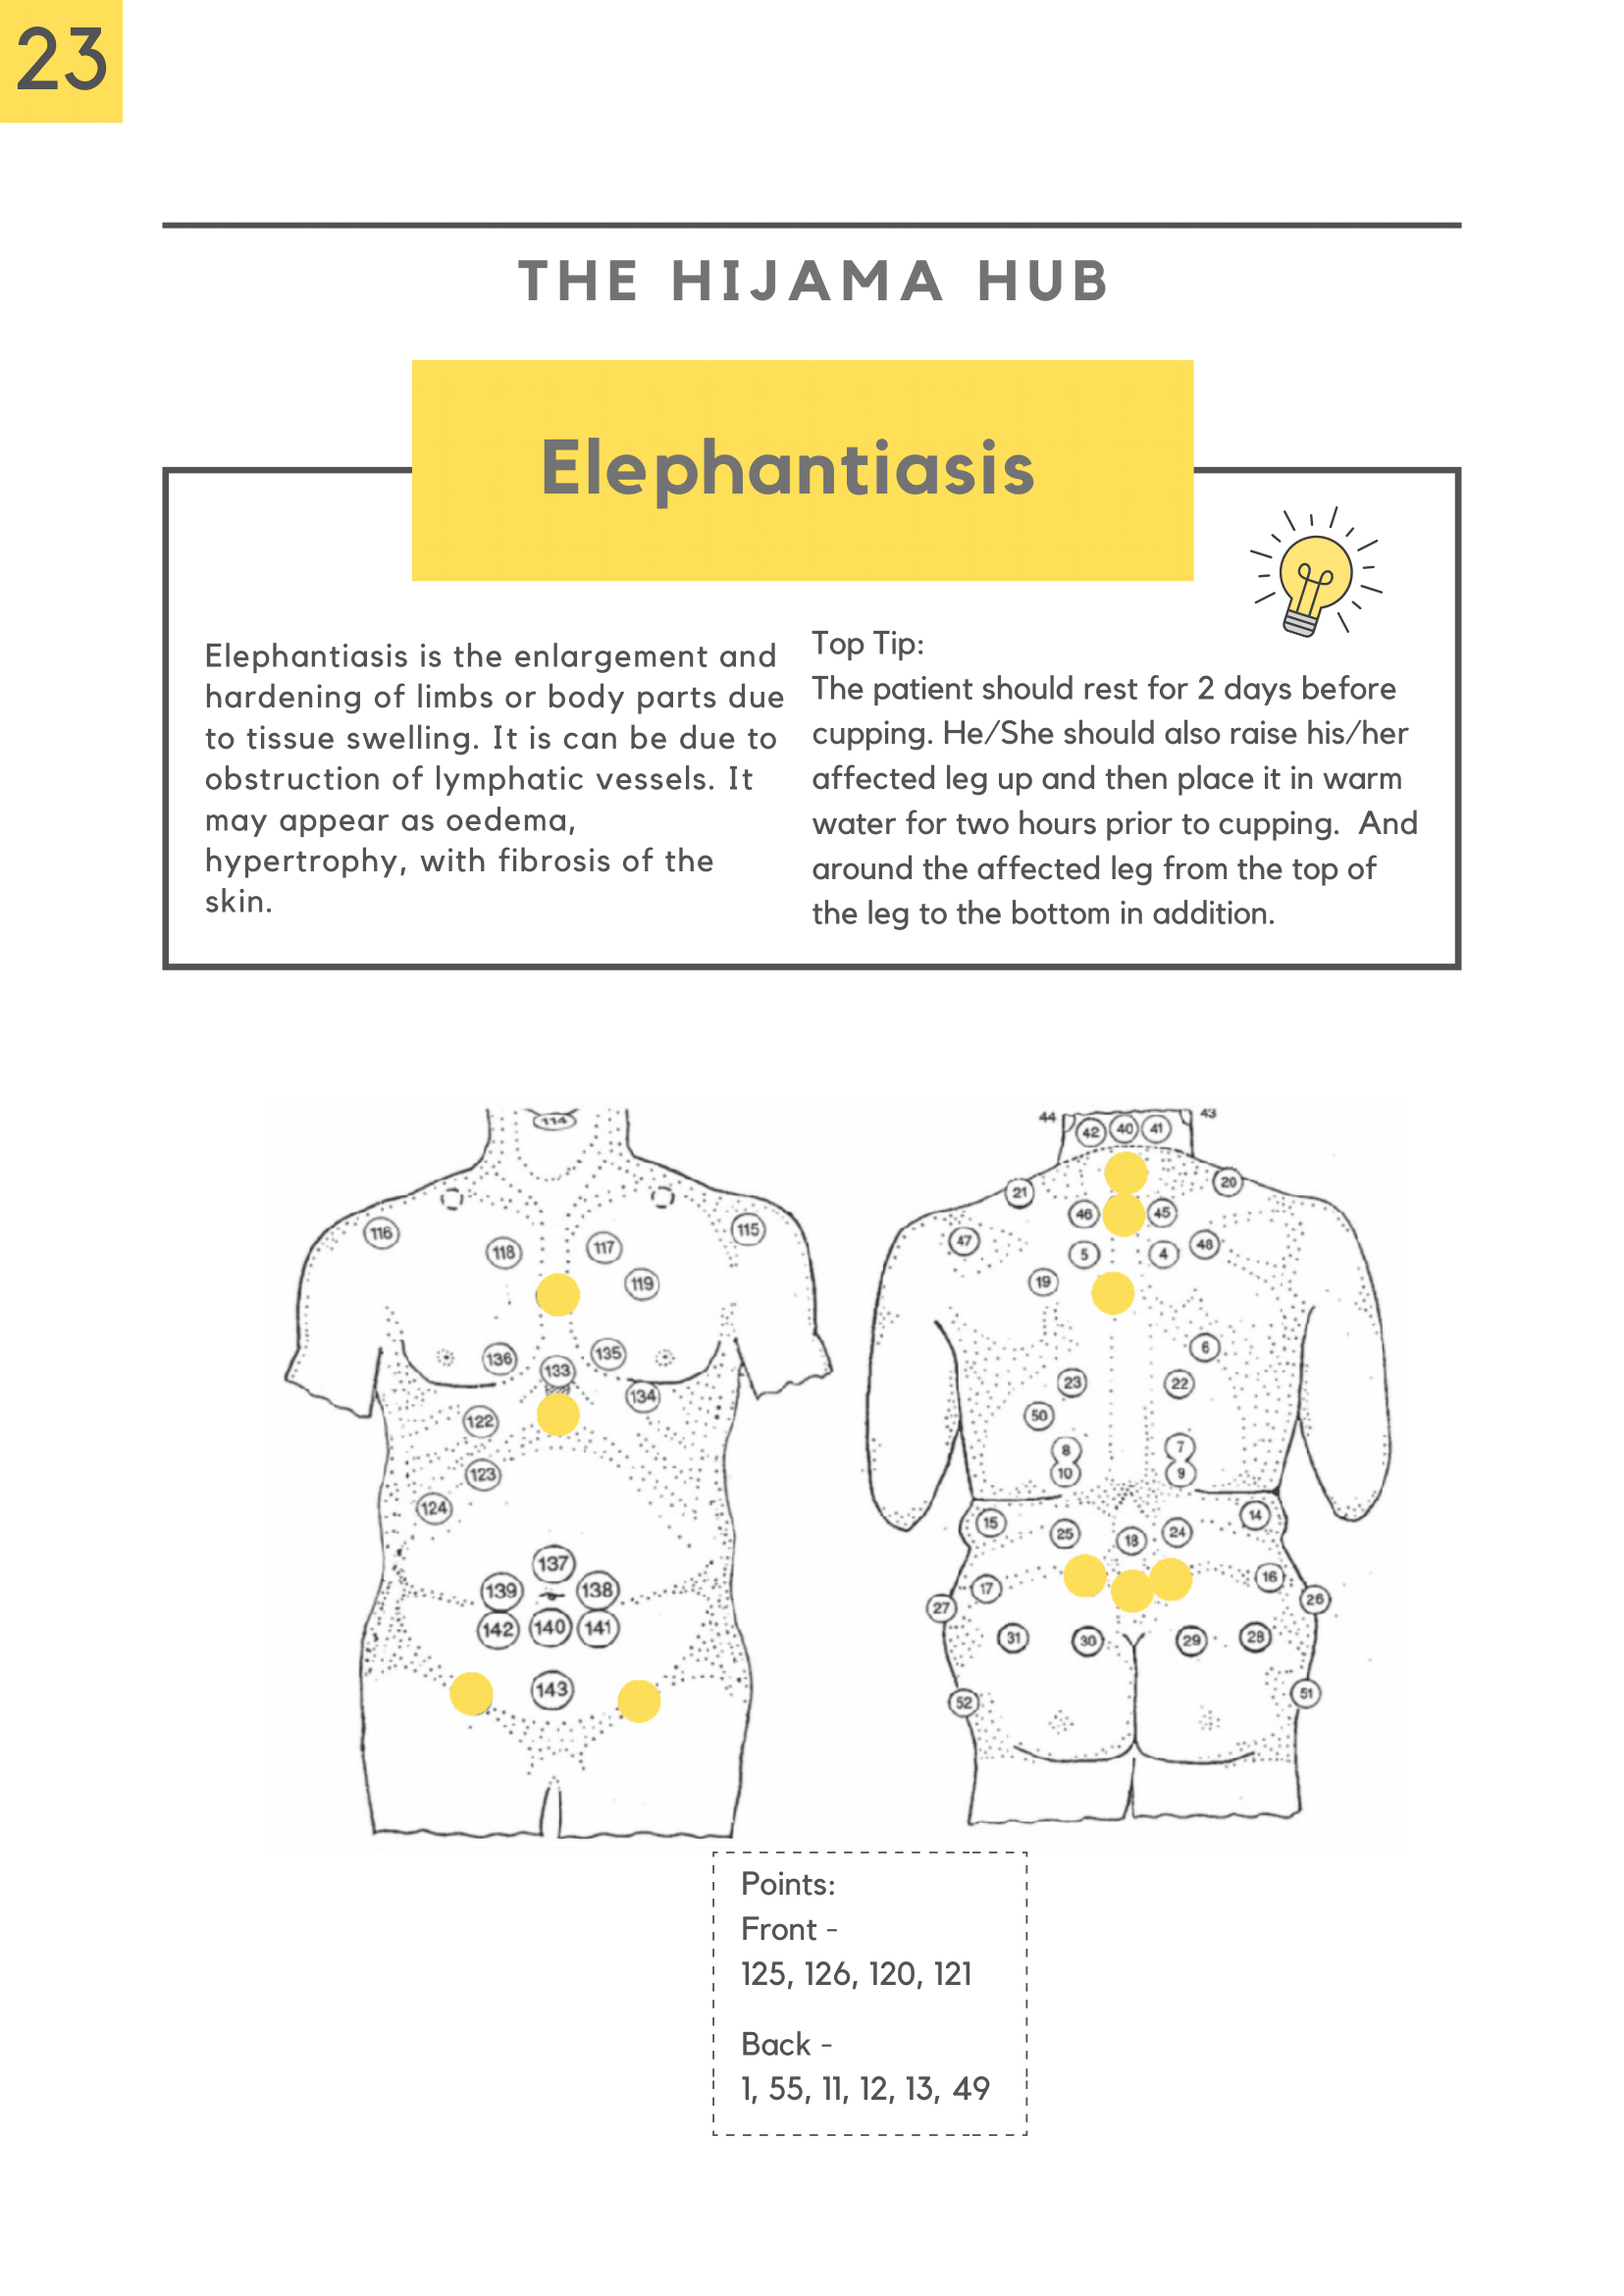 23
THE HIJAMA HUB
Elephantiasis
Elephantiasis is the enlargement and
hardening of limbs or body parts due
to tissue swelling. It is can be due to
obstruction of lymphatic vessels. It
may appear as oedema,
hypertrophy, with fibrosis of the
skin.
Top Tip:
The patient should rest for 2 days before
cupping. He/She should also raise his/her
affected leg up and then place it in warm
water for two hours prior to cupping.  And
around the affected leg from the top of
the leg to the bottom in addition.
114
116
118
117
115
119
136
133
135
134
122
123
124
137
139
138
142
140
141
143
44
42
40
41
43
21
20
46
45
47
5
4
48
19
6
23
22
50
8
7
10
9
15
25
18
24
14
17
16
27
26
31
30
29
28
52
51
Points:
Front -
125, 126, 120, 121
Back -
1, 55, 11, 12, 13, 49